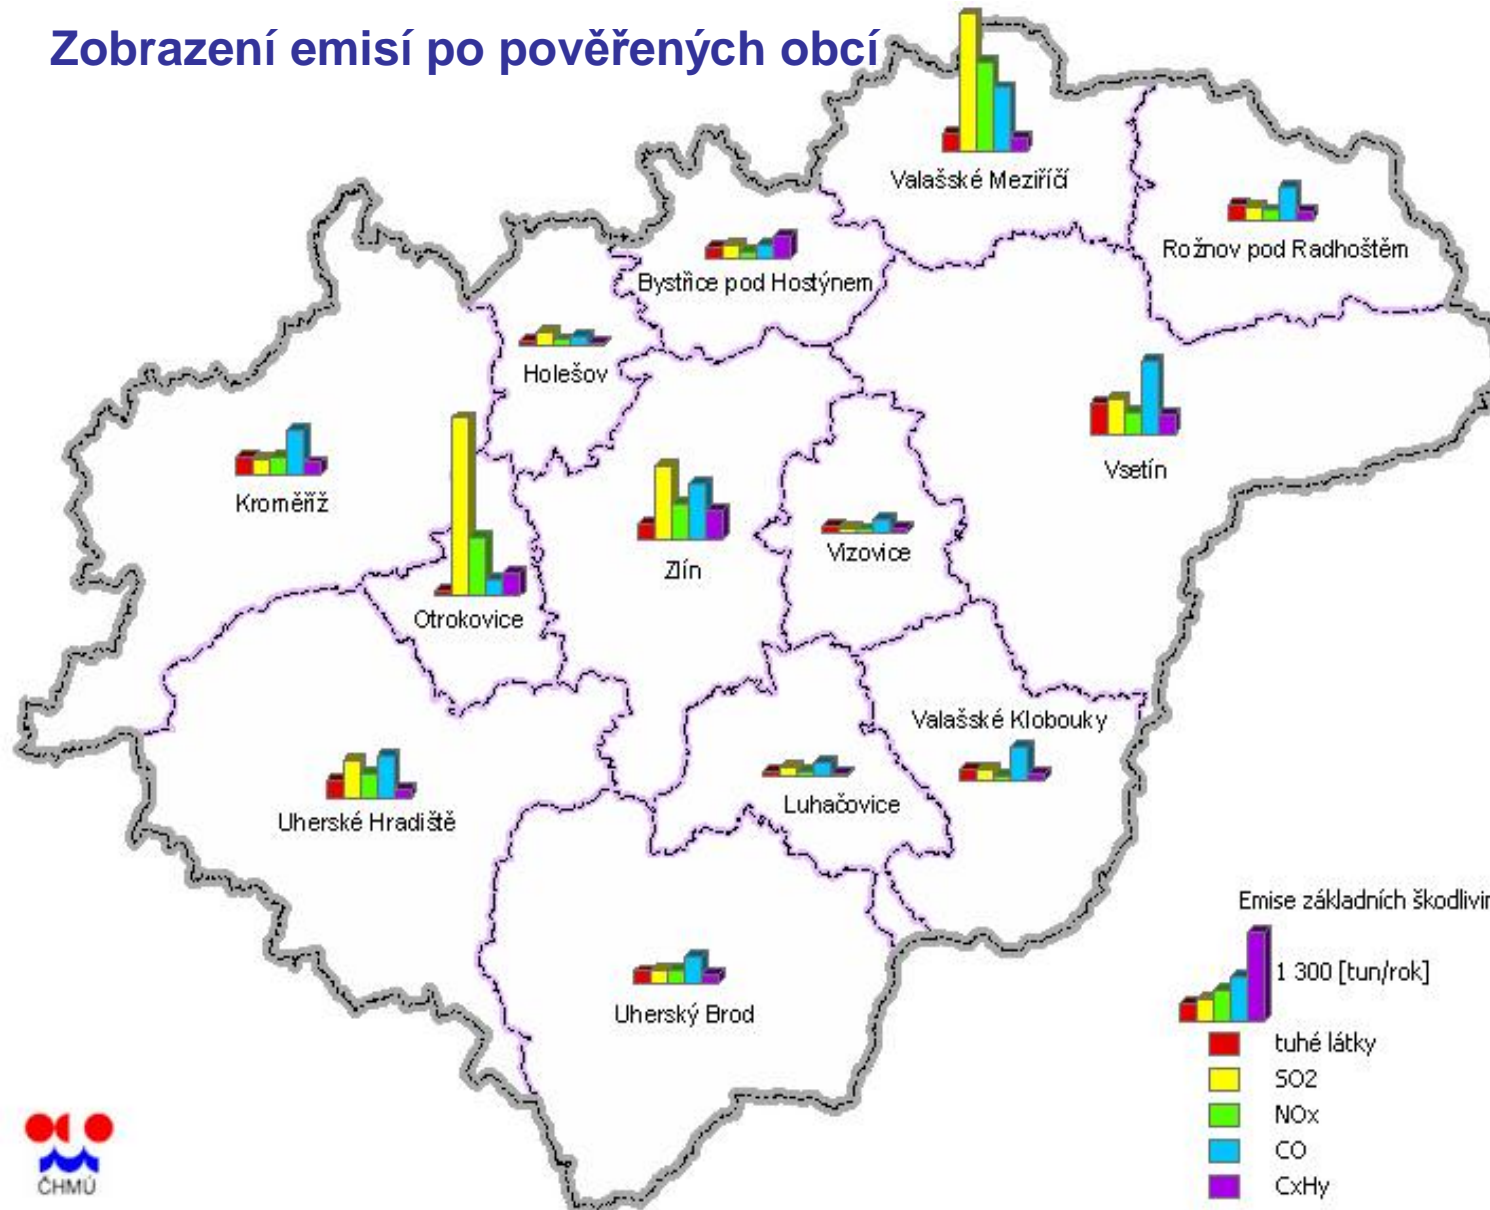 Zobrazení emisí po pověřených obcí
Valašské Meziříčí
Rožnov pod Radhoštěm
Bystřice pod Hostýnem
Holešov
Vsetín
Kroměříž
Zlín
Vizovice
Otrokovice
Valašské Klobouky
Luhačovice
Uherské Hradiště
Uherský Brod
Emise základních škodlivin
1 300 [tun/rok]
tuhé látky
SO2
NOx
CO
CxHy
ČHMÚ